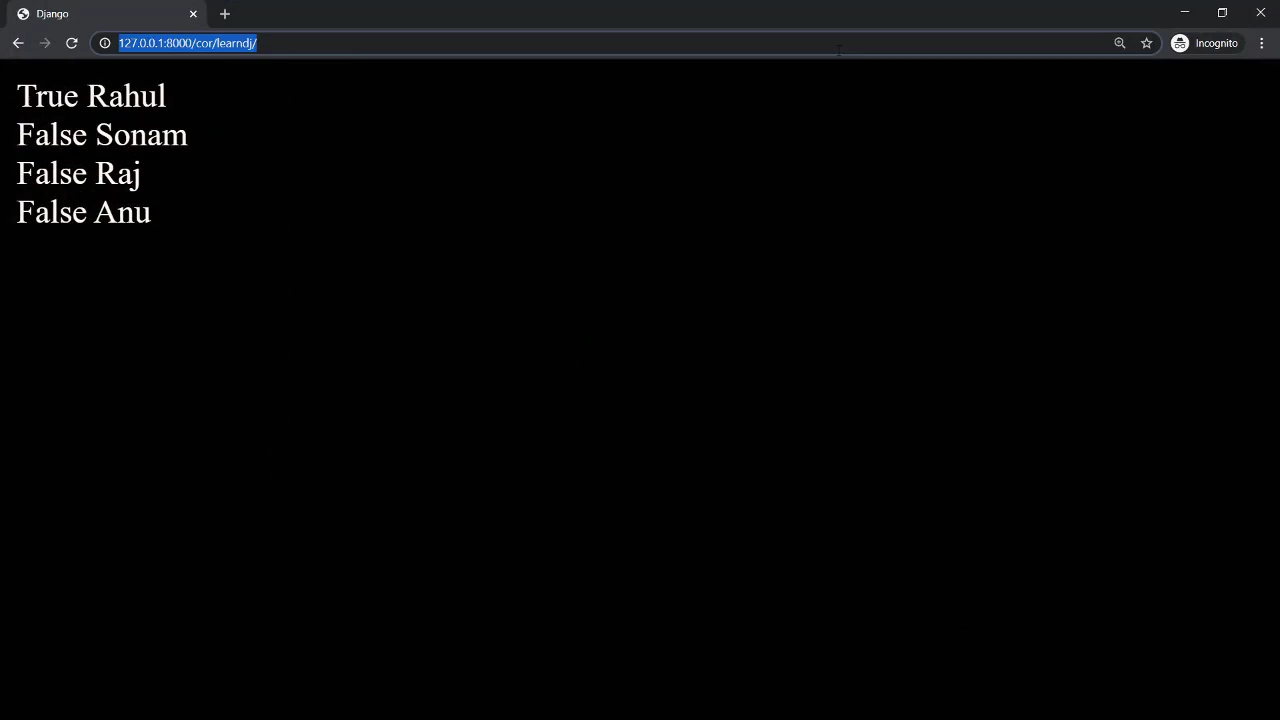 Django
127.0.0.1:8000/cor/learndj/
Incognito
True Rahul
False Sonam
False Raj
False Anu